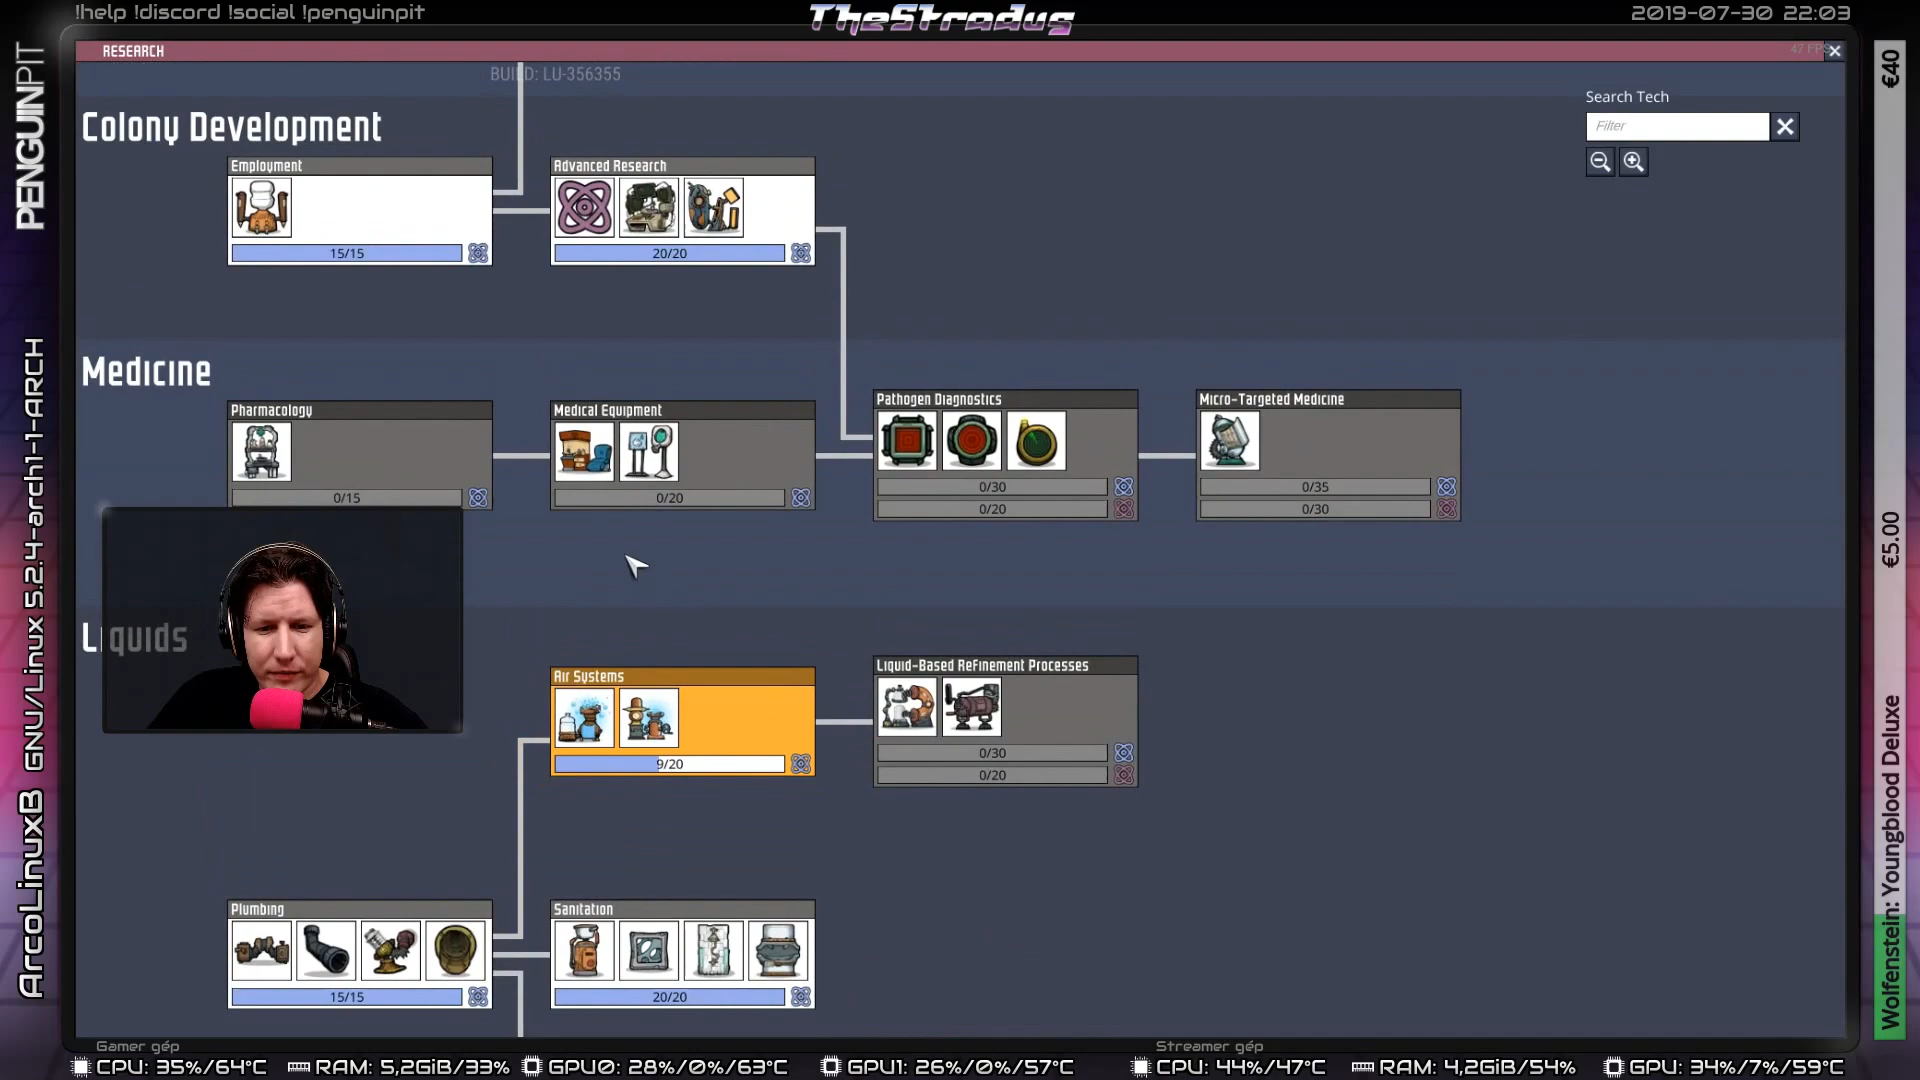 !help !discord !social !penguinpit
TheStradus
2019-07-30 22:03
RESEARCH
47 FPS
BUILD: LU-356355
Search Tech
Filter
Colony Development
Employment
15/15
Advanced Research
20/20
Medicine
Pharmacology
0/15
Medical Equipment
0/20
Pathogen Diagnostics
0/30
0/20
Micro-Targeted Medicine
0/35
0/30
Liquids
Air Systems
9/20
Liquid-Based Refinement Processes
0/30
0/20
Plumbing
15/15
Sanitation
20/20
PENGUINPIT
ArcoLinuxB GNU/Linux 5.2.4-arch1-1-ARCH
€40
€5.00
Wolfenstein: Youngblood Deluxe
Gamer gép
CPU: 35%/64°C RAM: 5,2GiB/33% GPU0: 28%/0%/63°C GPU1: 26%/0%/57°C
Streamer gép
CPU: 44%/47°C RAM: 4,2GiB/54% GPU: 34%/7%/59°C